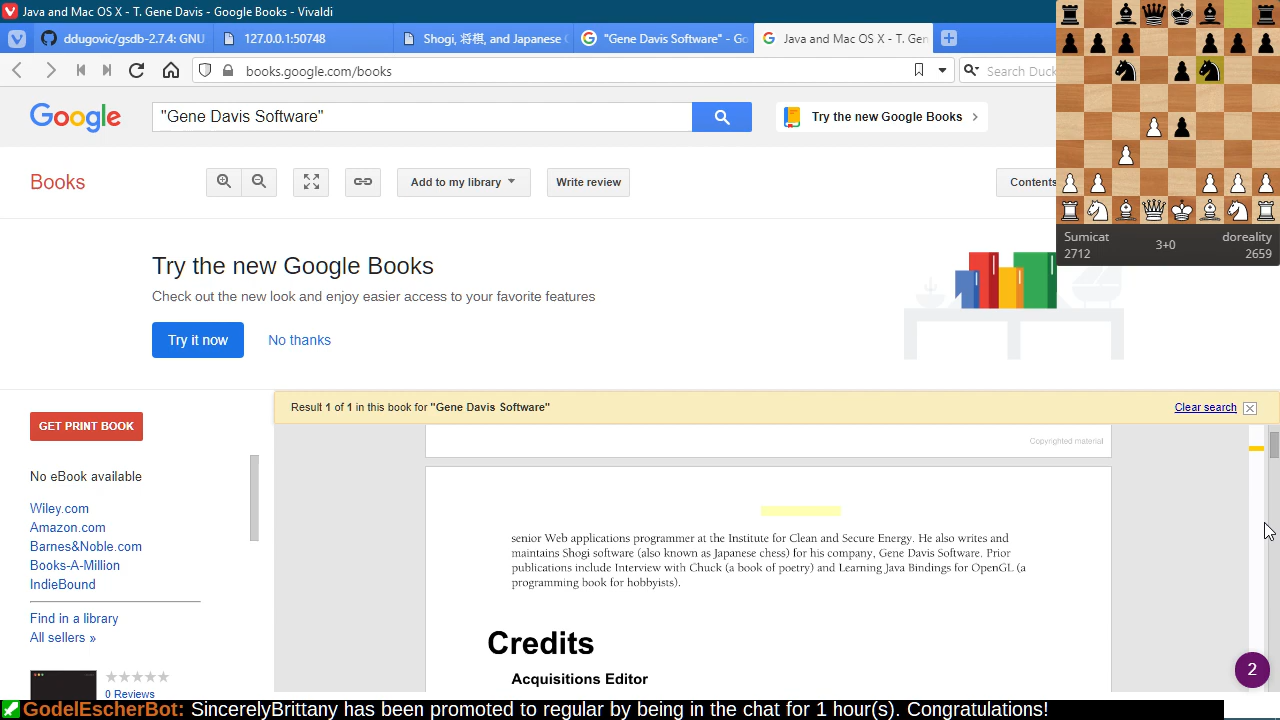 Java and Mac OS X - T. Gene Davis - Google Books - Vivaldi
ddugovic/gsdb-2.7.4: GNU
127.0.0.1:50748
Shogi, 将棋, and Japanese
"Gene Davis Software" - Go
Java and Mac OS X - T. Gen
books.google.com/books
Search Duck
Google
"Gene Davis Software"
Try the new Google Books
Books
Add to my library
Write review
Contents
Sumicat
2712
3+0
doreality
2659
Try the new Google Books
Check out the new look and enjoy easier access to your favorite features
Try it now
No thanks
GET PRINT BOOK
No eBook available
Wiley.com
Amazon.com
Barnes&Noble.com
Books-A-Million
IndieBound
Find in a library
All sellers »
0 Reviews
Result 1 of 1 in this book for "Gene Davis Software"
Clear search
Copyrighted material
senior Web applications programmer at the Institute for Clean and Secure Energy. He also writes and
maintains Shogi software (also known as Japanese chess) for his company, Gene Davis Software. Prior
publications include Interview with Chuck (a book of poetry) and Learning Java Bindings for OpenGL (a
programming book for hobbyists).
Credits
Acquisitions Editor
2
GodelEscherBot: SincerelyBrittany has been promoted to regular by being in the chat for 1 hour(s). Congratulations!